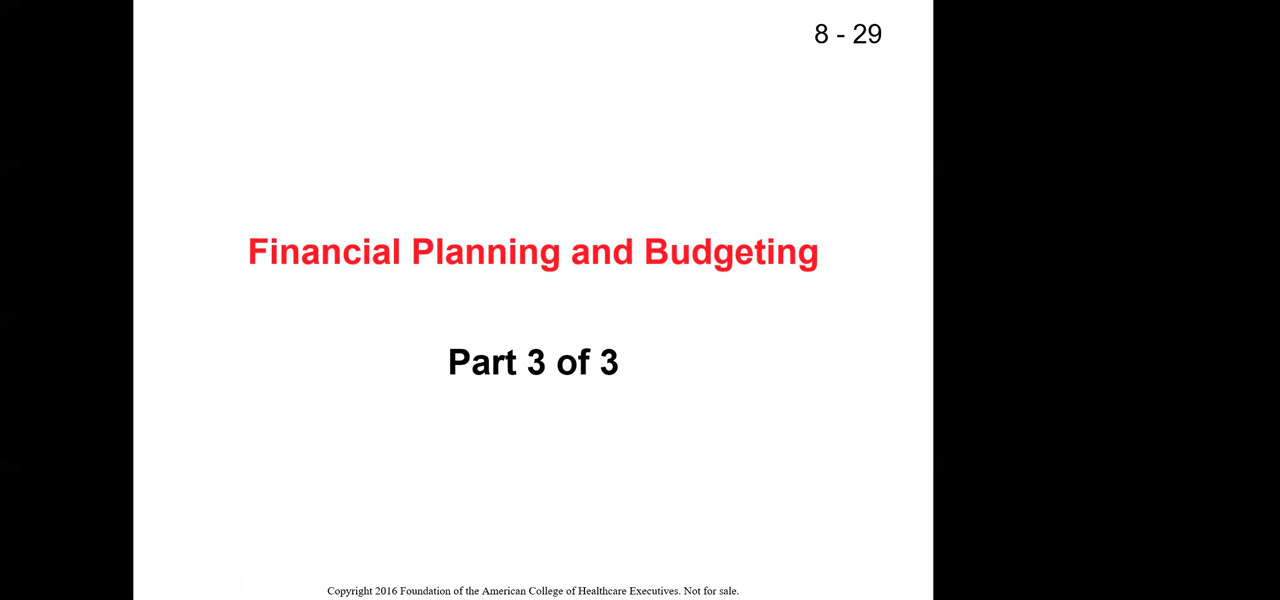 8 - 29
Financial Planning and Budgeting
Part 3 of 3
Copyright 2016 Foundation of the American College of Healthcare Executives. Not for sale.